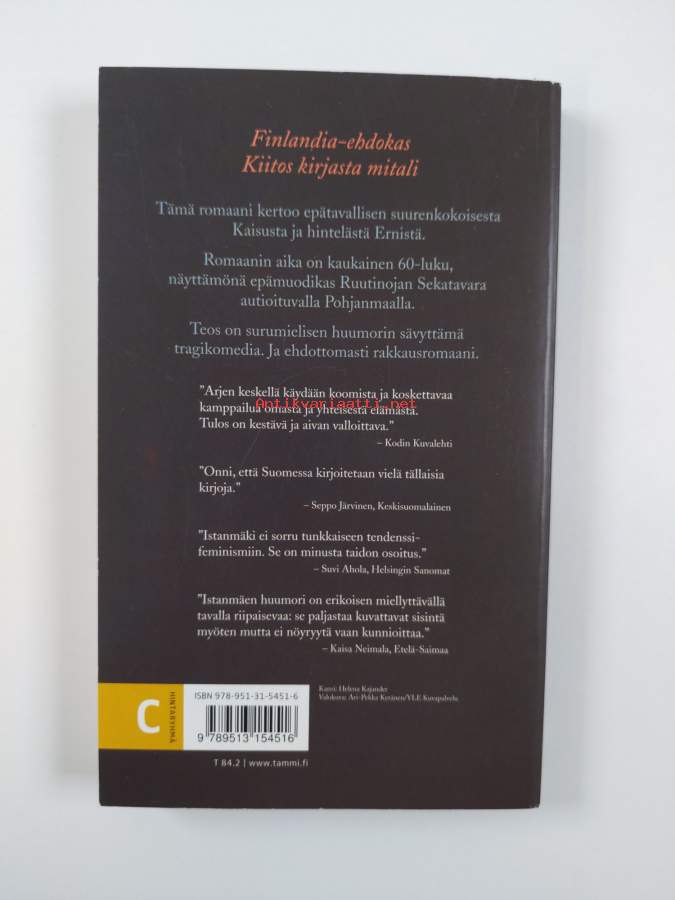 Finlandia-ehdokas
Kiitos kirjasta mitali
Tämä romaani kertoo epätavallisen suurenkokoisesta
Kaisusta ja hintelästä Ernistä.
Romaanin aika on kaukainen 60-luku,
näyttämönä epämuodikas Ruutinojan Sekatavara
autioituvalla Pohjanmaalla.
Teos on surumielisen huumorin sävyttämä
tragikomedia. Ja ehdottomasti rakkausromaani.
"Arjen keskellä käydään koomista ja koskettavaa
kamppailua omasta ja yhteisestä elämästä.
Antikvariaatti.net
Tulos on kestävä ja aivan valloittava."
– Kodin Kuvalehti
"Onni, että Suomessa kirjoitetaan vielä tällaisia
kirjoja."
– Seppo Järvinen, Keskisuomalainen
"Istanmäki ei sorru tunkkaiseen tendenssi-
feminismiin. Se on minusta taidon osoitus."
– Suvi Ahola, Helsingin Sanomat
"Istanmäen huumori on erikoisen miellyttävällä
tavalla riipaisevaa: se paljastaa kuvattavat sisintä
myöten mutta ei nöyryytä vaan kunnioittaa."
– Kaisa Neimala, Etelä-Saimaa
C
HINTARYHMÄ
ISBN 978-951-31-5451-6
9 789513 154516
T 84.2 | www.tammi.fi
Kansi: Helena Kajander
Valokuva: Ari-Pekka Keränen/YLE Kuvapalvelu